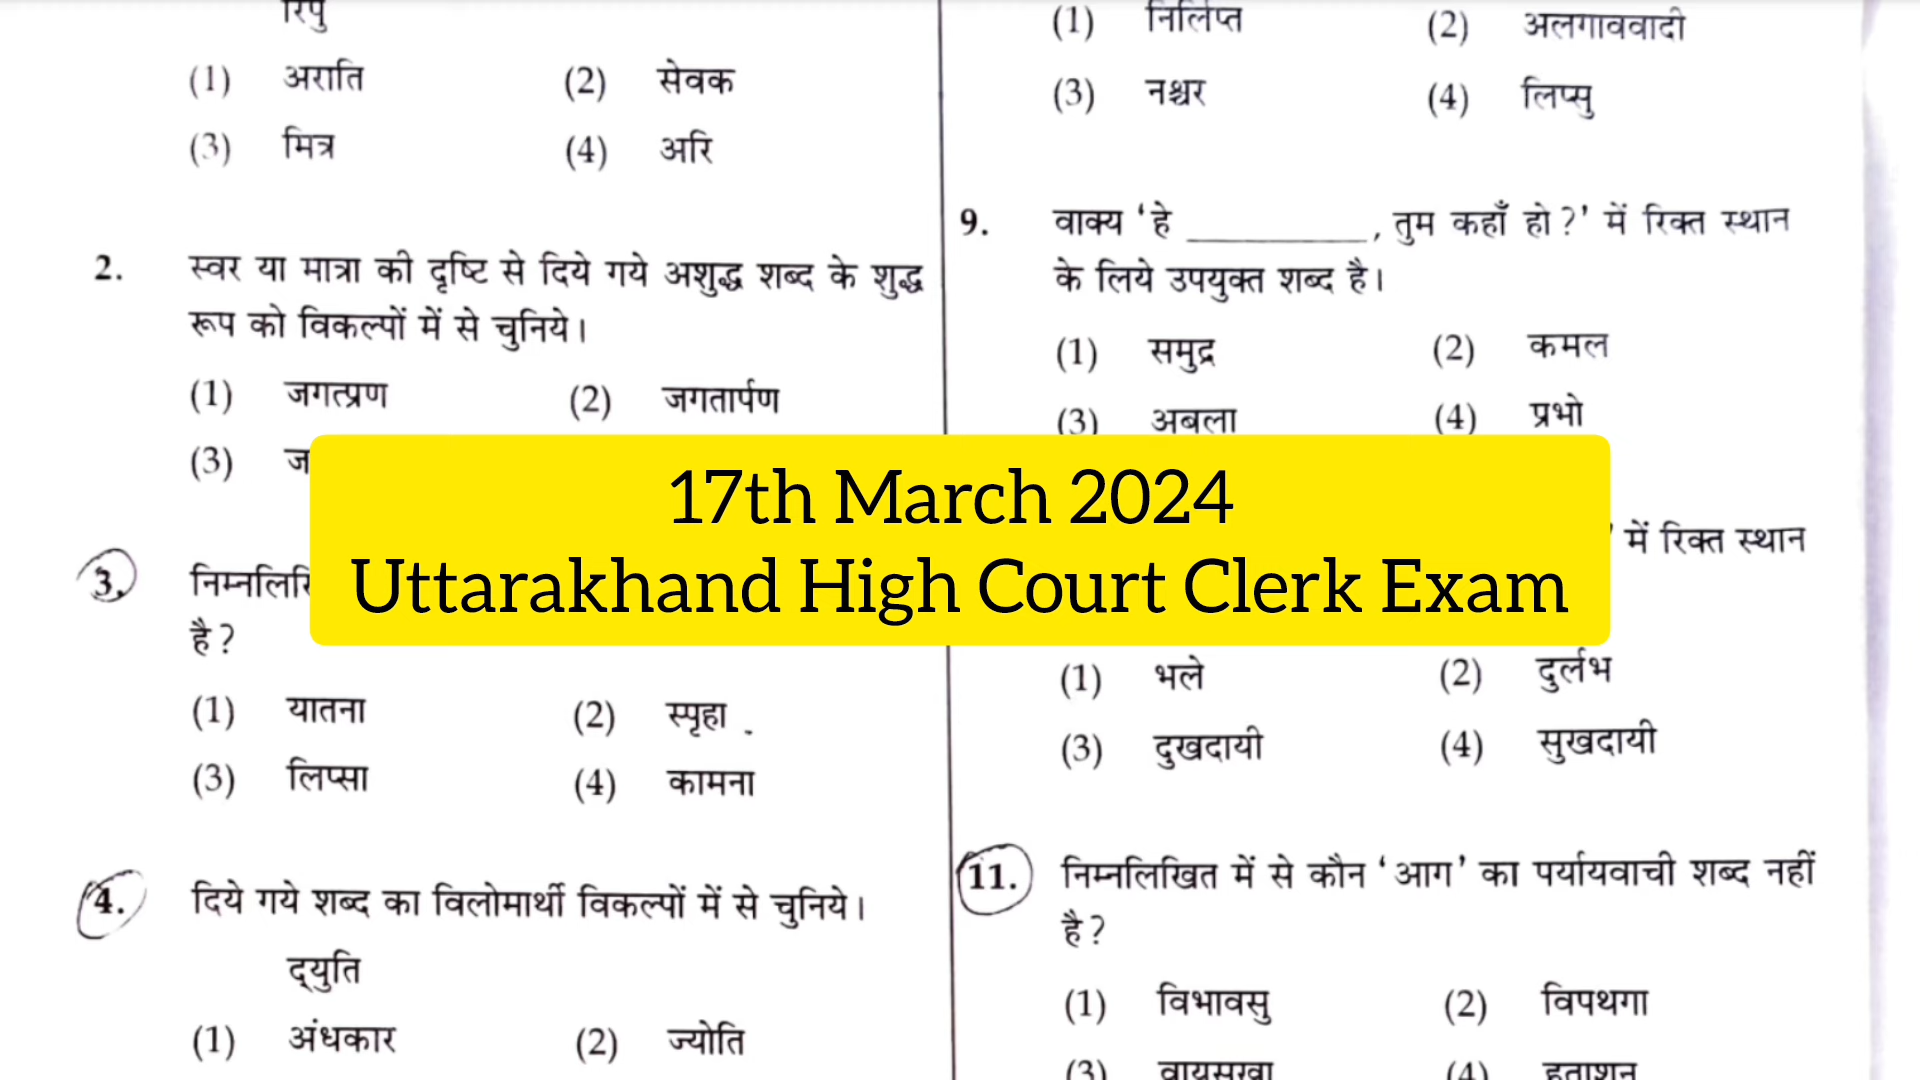 रिपु
(1) अराति (2) सेवक
(3) मित्र (4) अरि
2. स्वर या मात्रा की दृष्टि से दिये गये अशुद्ध शब्द के शुद्ध
रूप को विकल्पों में से चुनिये।
(1) जगत्प्रण (2) जगतार्पण
(3) ज
3. निम्नलिखि
है?
(1) यातना (2) स्पृहा
(3) लिप्सा (4) कामना
4. दिये गये शब्द का विलोमार्थी विकल्पों में से चुनिये।
द्युति
(1) अंधकार (2) ज्योति
(1) निर्लिप्त (2) अलगाववादी
(3) नश्वर (4) लिप्सु
9. वाक्य 'हे ________, तुम कहाँ हो?' में रिक्त स्थान
के लिये उपयुक्त शब्द है।
(1) समुद्र (2) कमल
(3) अबला (4) प्रभो
' में रिक्त स्थान
(1) भले (2) दुर्लभ
(3) दुखदायी (4) सुखदायी
11. निम्नलिखित में से कौन 'आग' का पर्यायवाची शब्द नहीं
है?
(1) विभावसु (2) विपथगा
(3) वायुसखा (4) हुताशन
17th March 2024
Uttarakhand High Court Clerk Exam